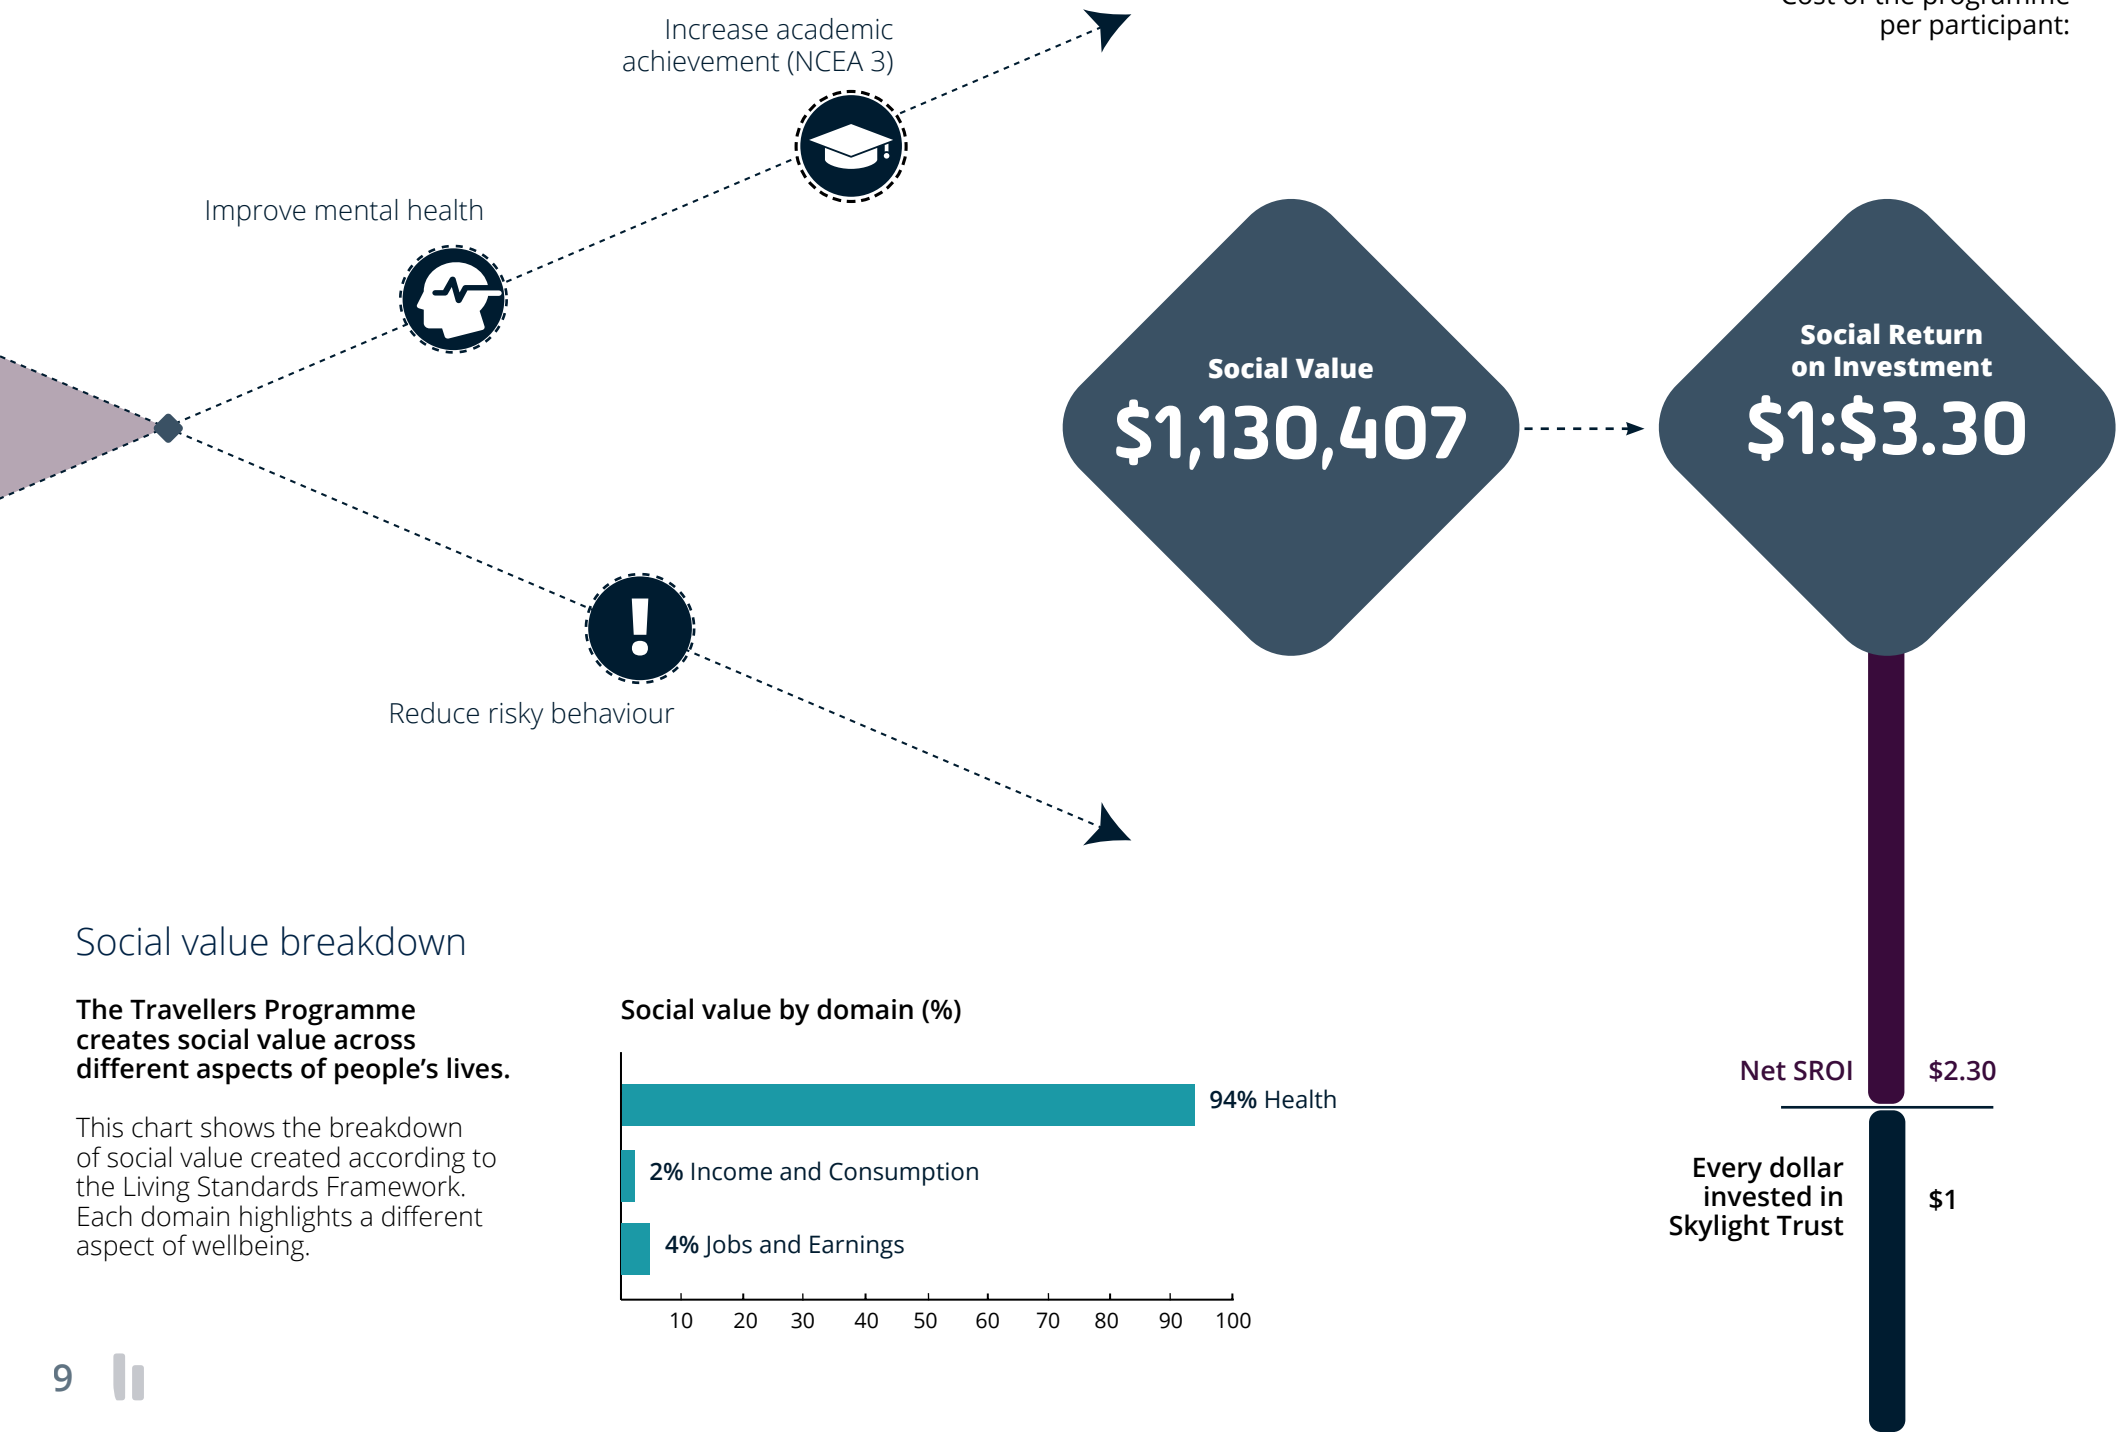 Cost of the programme
per participant:
Increase academic
achievement (NCEA 3)
Improve mental health
Reduce risky behaviour
Social Value
$1,130,407
Social Return
on Investment
$1:$3.30
Net SROI
$2.30
Every dollar
invested in
Skylight Trust
$1
Social value breakdown
The Travellers Programme
creates social value across
different aspects of people’s lives.
This chart shows the breakdown
of social value created according to
the Living Standards Framework.
Each domain highlights a different
aspect of wellbeing.
Social value by domain (%)
94% Health
2% Income and Consumption
4% Jobs and Earnings
10 20 30 40 50 60 70 80 90 100
9